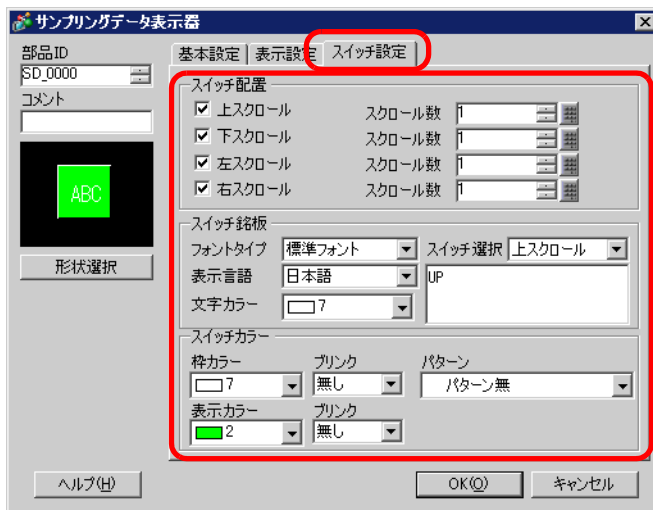 サンプリングデータ表示器
部品ID
SD_0000
コメント
ABC
形状選択
基本設定 表示設定 スイッチ設定
スイッチ配置
上スクロール スクロール数 1
下スクロール スクロール数 1
左スクロール スクロール数 1
右スクロール スクロール数 1
スイッチ銘板
フォントタイプ 標準フォント スイッチ選択 上スクロール
表示言語 日本語 UP
文字カラー 7
スイッチカラー
枠カラー ブリンク パターン
7 無し パターン無
表示カラー ブリンク
2 無し
ヘルプ(H) OK(O) キャンセル